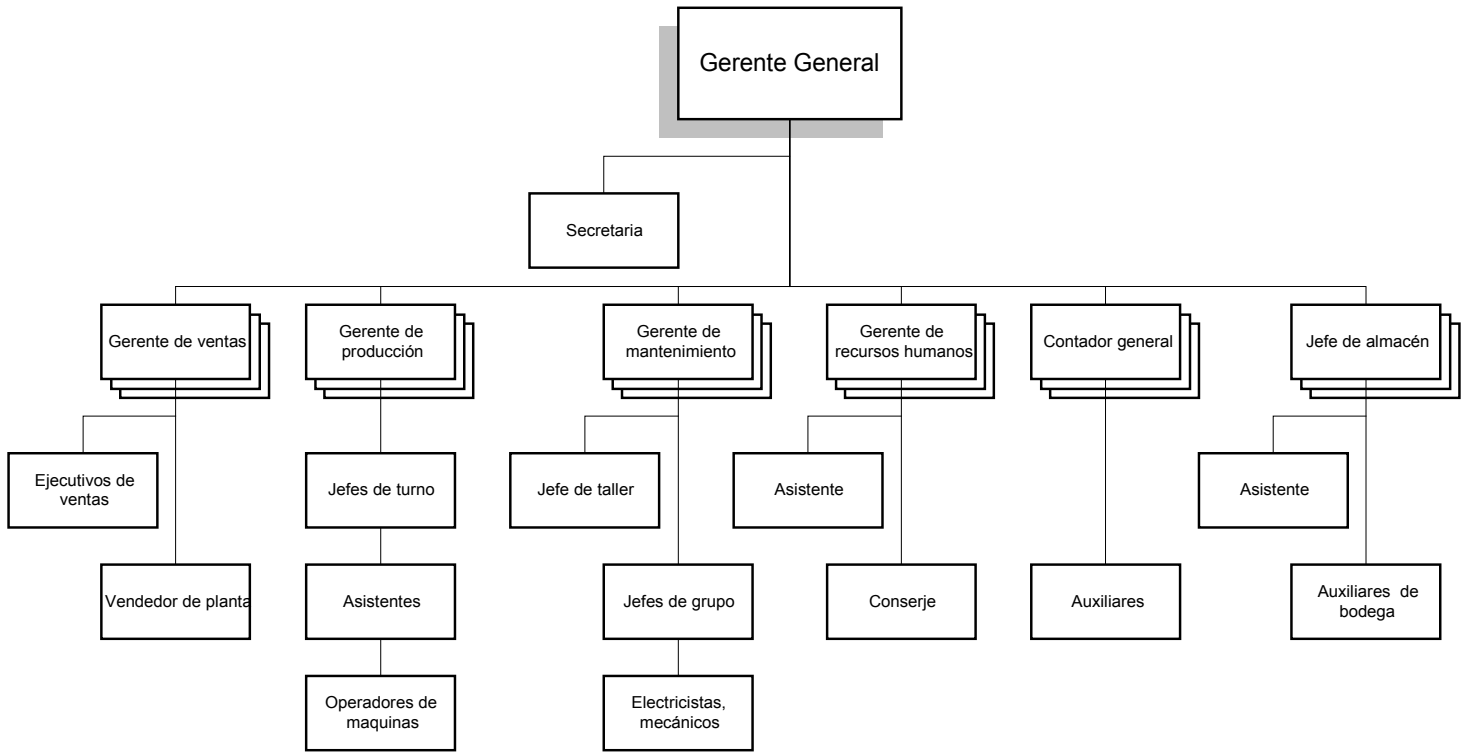 Gerente General
Secretaria
Gerente de ventas
Gerente de
producción
Gerente de
mantenimiento
Gerente de
recursos humanos
Contador general
Jefe de almacén
Ejecutivos de
ventas
Jefes de turno
Jefe de taller
Asistente
Asistente
Vendedor de planta
Asistentes
Jefes de grupo
Conserje
Auxiliares
Auxiliares de
bodega
Operadores de
maquinas
Electricistas,
mecánicos